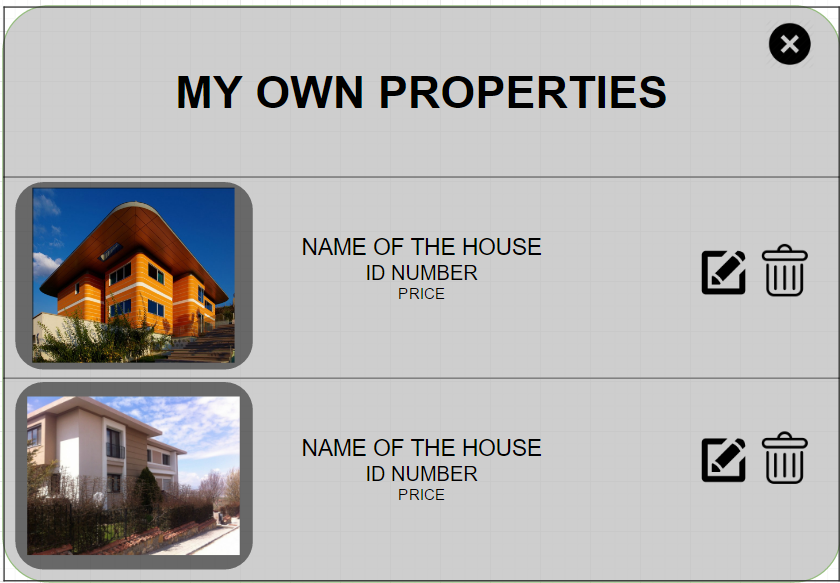 MY OWN PROPERTIES
NAME OF THE HOUSE
ID NUMBER
PRICE
NAME OF THE HOUSE
ID NUMBER
PRICE